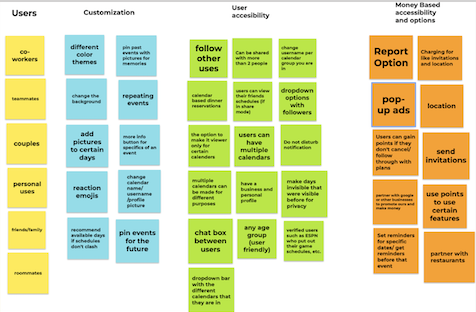 Users
co-
workers
teammates
couples
personal
uses
friends/family
roommates
Customization
different
color
themes
pin past
events with
pictures for
memories
change the
background
repeating
events
add
pictures to
certain days
more info
button for
specifics of an
event
reaction
emojis
change
calendar
name/
username
/profile
picture
recommend
available days
if schedules
don't clash
pin events
for the
future
User
accesibility
follow
other
uses
Can be shared
with more
than 2 people
change
username per
calendar
group you are
in
calendar
based dinner
reservations
users can view
their friends
schedules (if
in share
mode)
dropdown
options
with
followers
the option to
make it viewer
only for
certain
calendars
users can
have
multiple
calendars
Do not disturb
notification
multiple
calendars can
be made for
different
purposes
have a
business and
personal
profile
make days
invisible that
were visible
before for
privacy
chat box
between
users
any age
group (user
friendly)
verified users
such as ESPN
who put out
their game
schedules, etc.
dropdown bar
with the
different
calendars that
they are in
Money Based
accessibility
and options
Report
Option
Charging for
like invitations
and location
pop-
up ads
location
Users can gain
points if they
don't cancel/
follow through
with plans
send
invitations
partner with google
or other businesses
to promote
and
make money.
use points
to use
certain
features
Set reminders
for specific
dates/ get
reminders
before that
event
partner with
restaurants